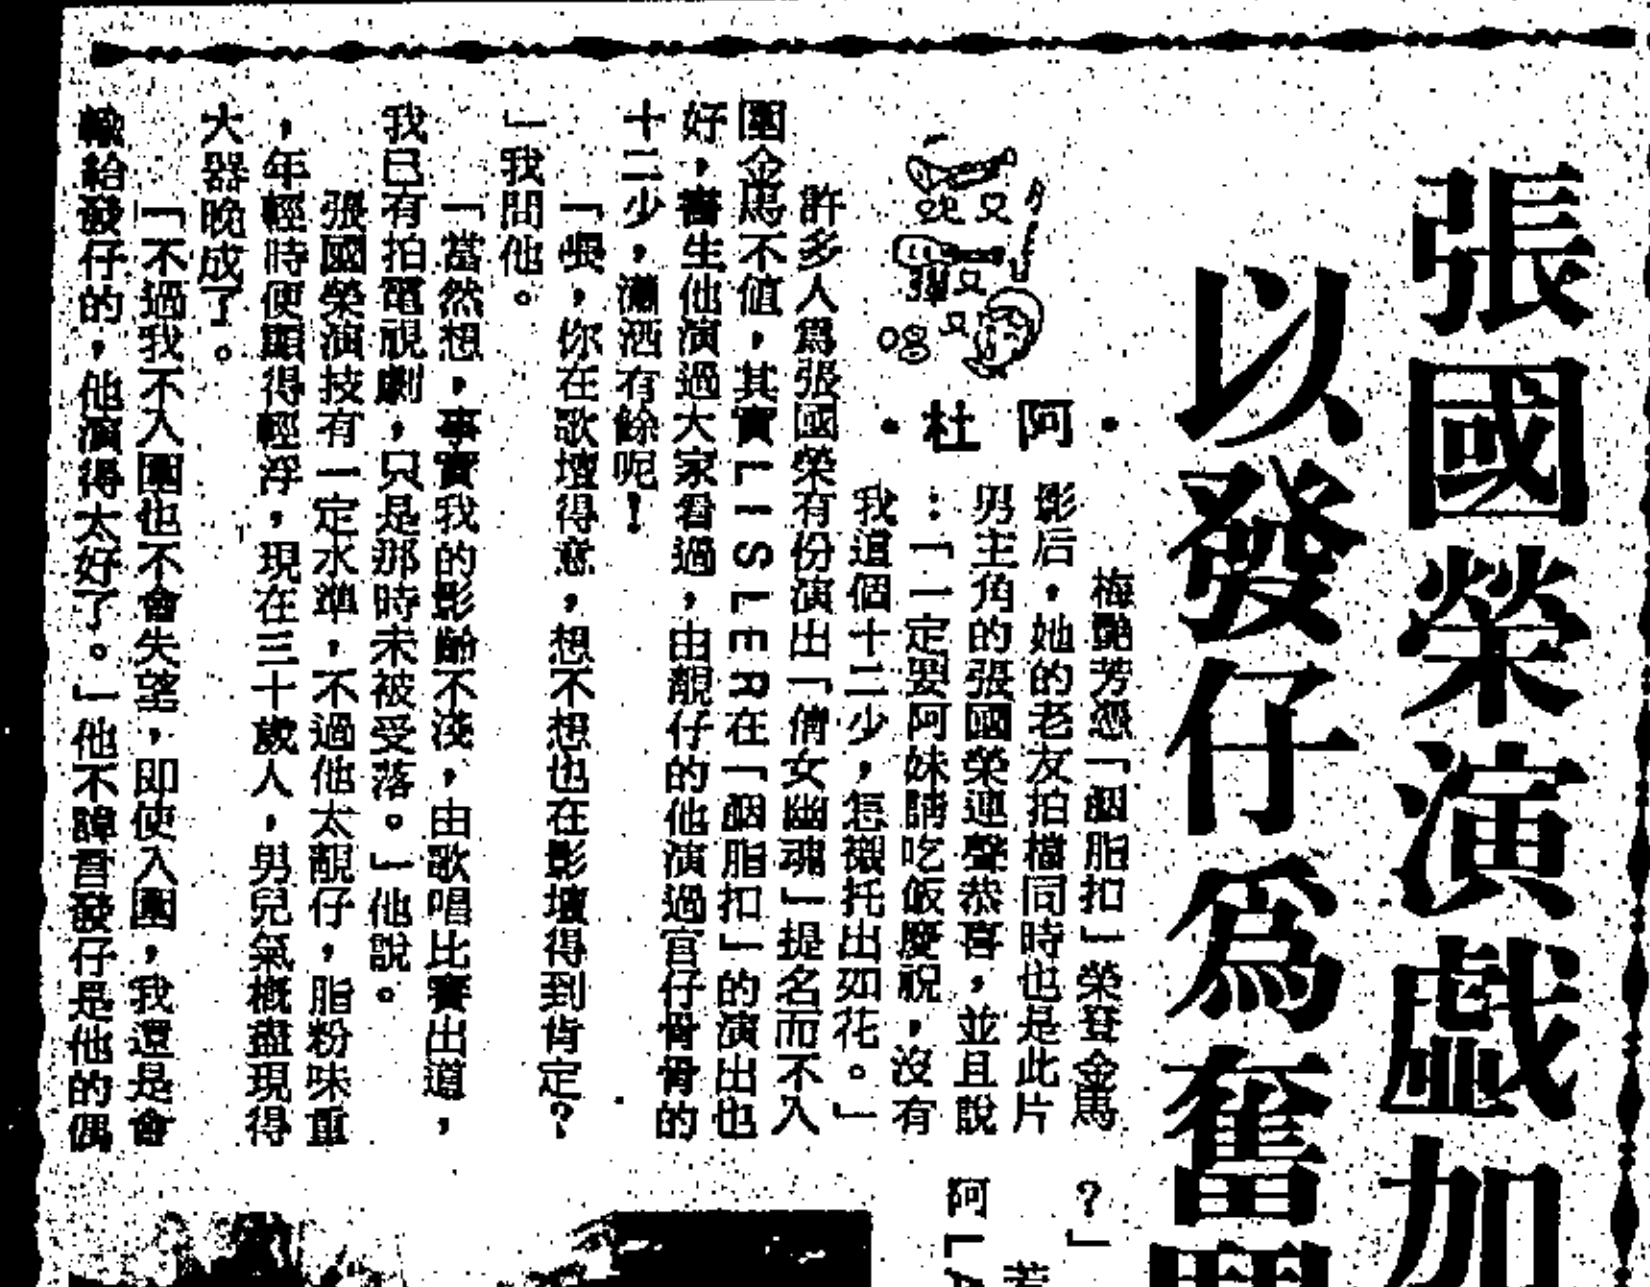 張國榮演戲加
以發仔爲奮鬥
・阿杜・
梅艷芳憑「胭脂扣」榮登金馬
影后，她的老友拍檔同時也是此片
男主角的張國榮連聲恭喜，並且說
：「一定要阿妹請吃飯慶祝，沒有
我這個十二少，怎襯托出如花。」
許多人爲張國榮有份演出「倩女幽魂」提名而不入
圍金馬不値，其實ＬＩＳＬＥＲ在「胭脂扣」的演出也
好，書生他演過大家看過，由靚仔的他演過官仔骨骨的
十二少，瀟洒有餘呢！
「喂，你在歌壇得意，想不想也在影壇得到肯定？
」我問他。
「當然想，事實我的影齡不淺，由歌唱比賽出道，
我已有拍電視劇，只是那時未被受落。」他說。
張國榮演技有一定水準，不過他太靚仔，脂粉味重
，年輕時便顯得輕浮，現在三十歲人，男兒氣槪盡現得
大器晚成了。
「不過我不入圍也不會失望，即使入圍，我還是會
輸給發仔的，他演得太好了。」他不諱言發仔是他的偶
？」
阿